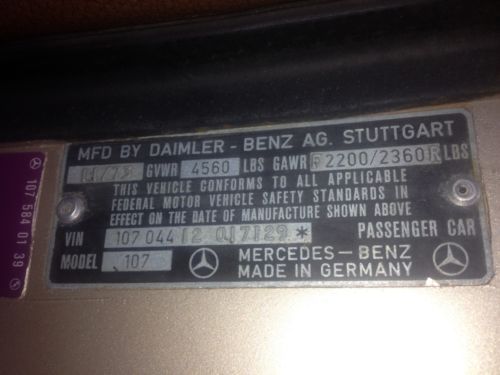 MFD BY DAIMLER - BENZ AG. STUTTGART
GVWR 4560 LBS GAWR F 2200/2360 R LBS
THIS VEHICLE CONFORMS TO ALL APPLICABLE
FEDERAL MOTOR VEHICLE SAFETY STANDARDS IN
EFFECT ON THE DATE OF MANUFACTURE SHOWN ABOVE
VIN 107 044 12 017129 * PASSENGER CAR
MODEL 107 MERCEDES-BENZ
MADE IN GERMANY
107 584 01 39